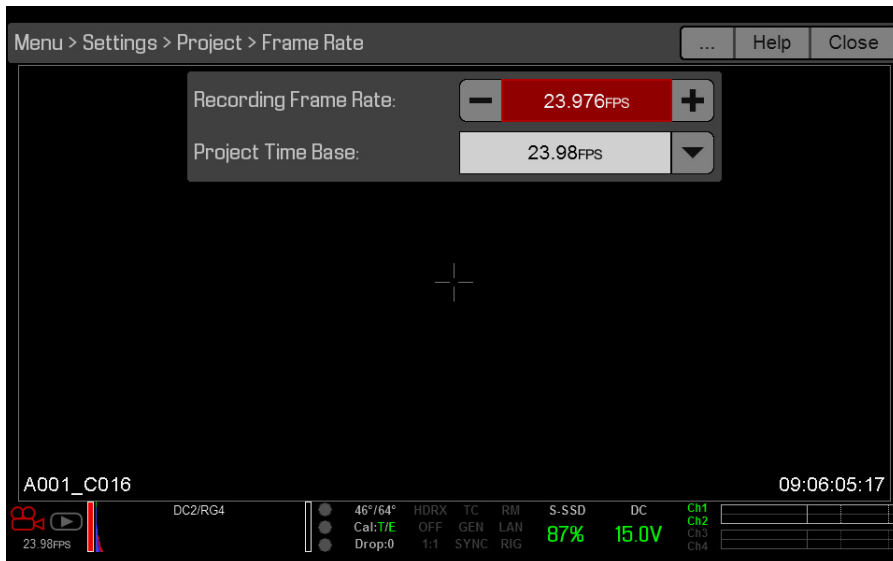 Menu > Settings > Project > Frame Rate ... Help Close
Recording Frame Rate: 23.976FPS
Project Time Base: 23.98FPS
A001_C016 09:06:05:17
DC2/RG4 46°/64° HDRX TC RM S-SSD DC Ch1
Cal:T/E OFF GEN LAN 87% 15.0V Ch2
23.98FPS Drop:0 1:1 SYNC RIG Ch3
Ch4